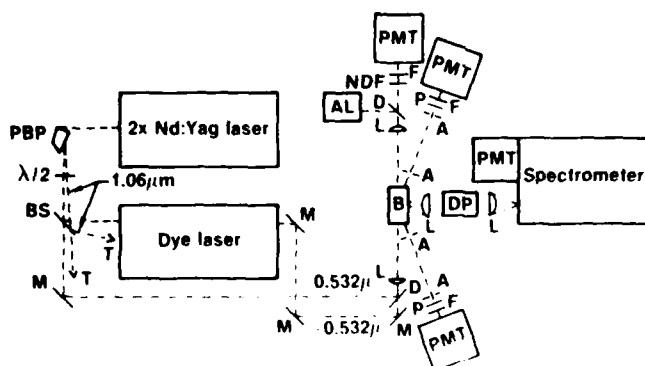 PMT
NDF
F
PMT
P
F
A
AL
D
L
PBP
2x Nd:Yag laser
λ/2
1.06μm
BS
Dye laser
T
T
M
M
A
B
L
DP
L
PMT
Spectrometer
A
L
D
0.532μ
M
0.532μ
M
A
P
F
PMT